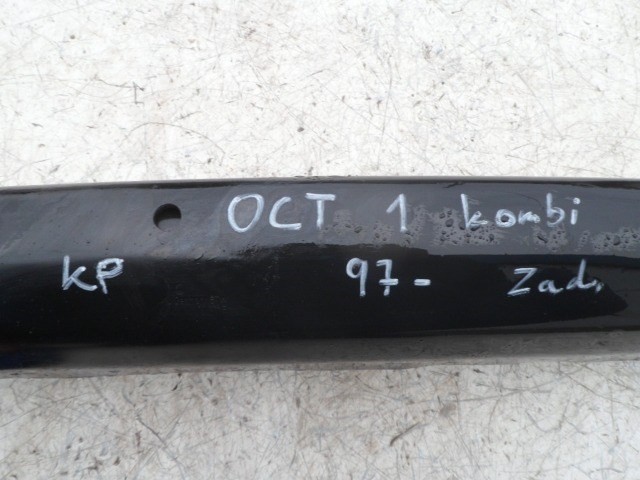 OCT 1 kombi
KP 97- Zad.